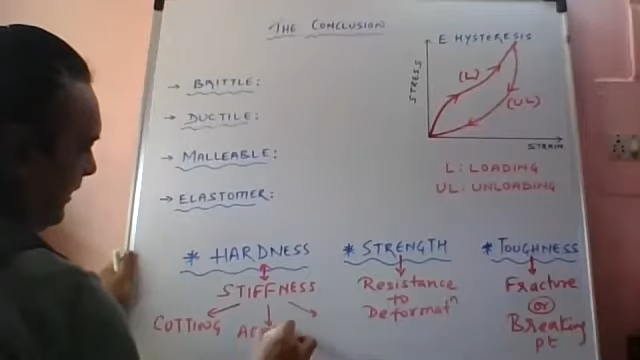 THE CONCLUSION
→ BRITTLE:
→ DUCTILE:
→ MALLEABLE:
→ ELASTOMER:
E HYSTERESIS
STRESS
(L)
(UL)
STRAIN
L: LOADING
UL: UNLOADING
* HARDNESS
STIFFNESS
CUTTING
* STRENGTH
Resistance
to
Deformatⁿ
* TOUGHNESS
Fracture
or
Breaking
pt